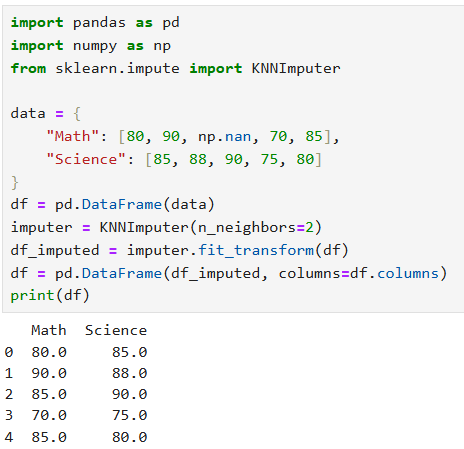 import pandas as pd
import numpy as np
from sklearn.impute import KNNImputer
data = {
    "Math": [80, 90, np.nan, 70, 85],
    "Science": [85, 88, 90, 75, 80]
}
df = pd.DataFrame(data)
imputer = KNNImputer(n_neighbors=2)
df_imputed = imputer.fit_transform(df)
df = pd.DataFrame(df_imputed, columns=df.columns)
print(df)
   Math  Science
0  80.0     85.0
1  90.0     88.0
2  85.0     90.0
3  70.0     75.0
4  85.0     80.0